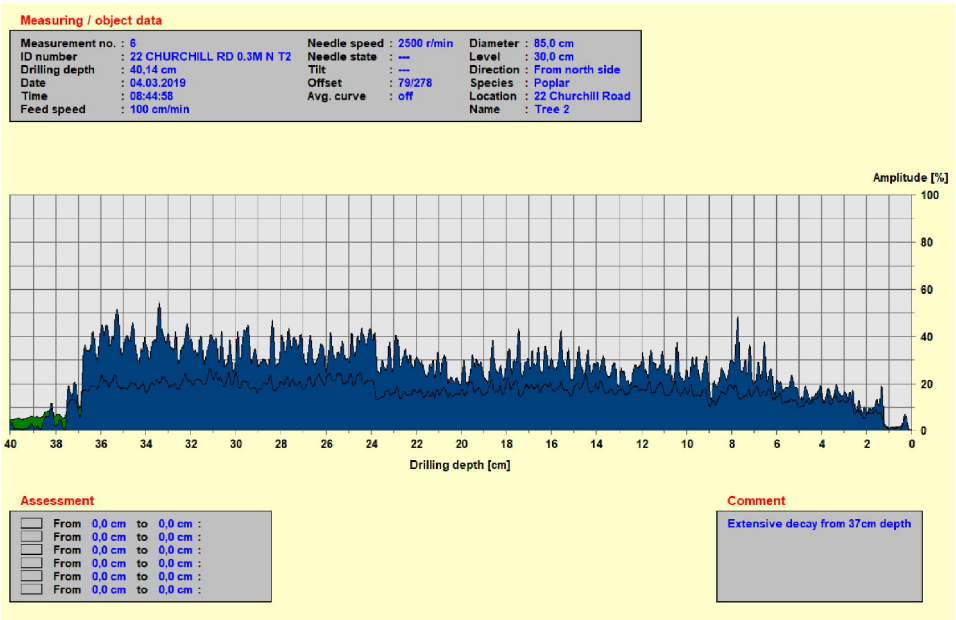 Measuring / object data
Measurement no. : 6 Needle speed : 2500 r/min Diameter : 85,0 cm
ID number : 22 CHURCHILL RD 0.3M N T2 Needle state : --- Level : 30,0 cm
Drilling depth : 40,14 cm Tilt : --- Direction : From north side
Date : 04.03.2019 Offset : 79/278 Species : Poplar
Time : 08:44:58 Avg. curve : off Location : 22 Churchill Road
Feed speed : 100 cm/min Name : Tree 2
Amplitude [%]
100
80
60
40
20
0
40 38 36 34 32 30 28 26 24 22 20 18 16 14 12 10 8 6 4 2 0
Drilling depth [cm]
Assessment
From 0,0 cm to 0,0 cm :
From 0,0 cm to 0,0 cm :
From 0,0 cm to 0,0 cm :
From 0,0 cm to 0,0 cm :
From 0,0 cm to 0,0 cm :
From 0,0 cm to 0,0 cm :
Comment
Extensive decay from 37cm depth